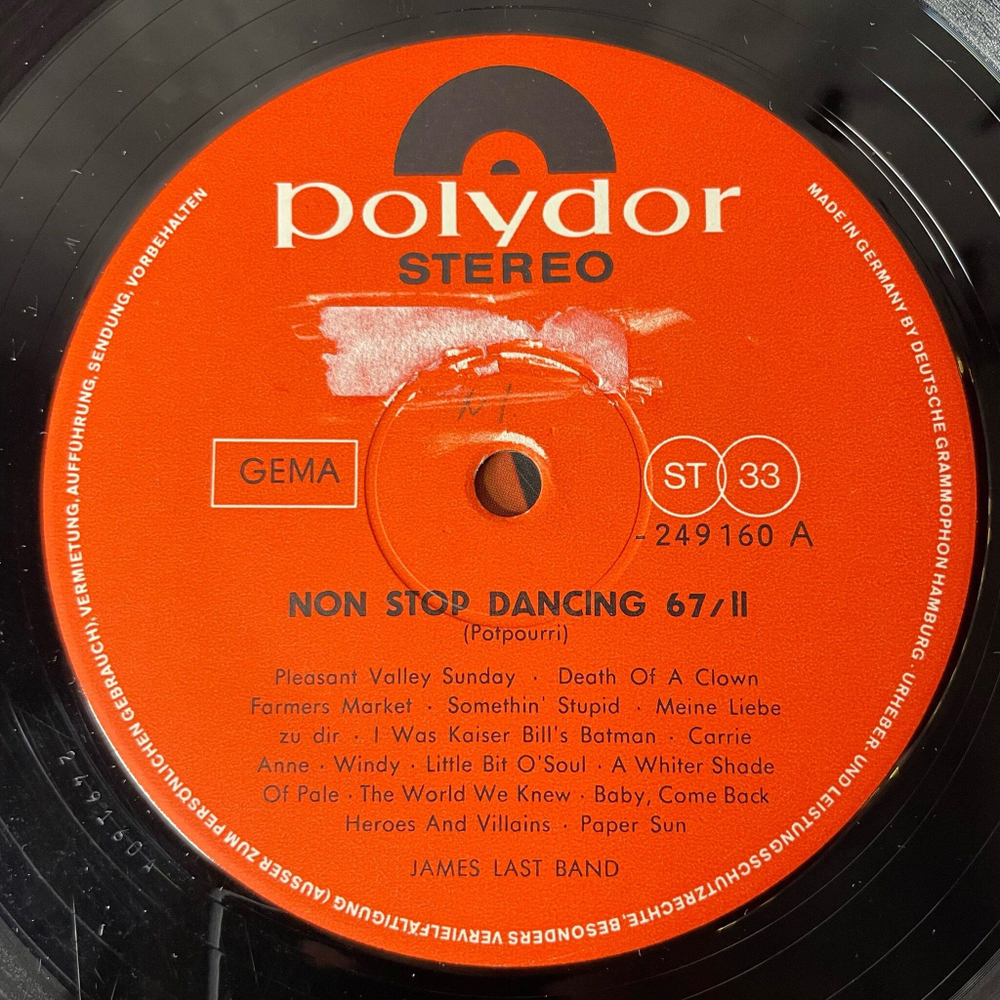 polydor
STEREO
GEMA
ST 33
-249160 A
NON STOP DANCING 67/II
(Potpourri)
Pleasant Valley Sunday · Death Of A Clown
Farmers Market · Somethin' Stupid · Meine Liebe
zu dir · I Was Kaiser Bill's Batman · Carrie
Anne · Windy · Little Bit O'Soul · A Whiter Shade
Of Pale · The World We Knew · Baby, Come Back
Heroes And Villains · Paper Sun
JAMES LAST BAND
MADE IN GERMANY BY DEUTSCHE GRAMMOPHON HAMBURG · URHEBER- UND LEISTUNGSSCHUTZRECHTE, BESONDERS VERVIELFÄLTIGUNG (AUSSER ZUM PERSÖNLICHEN GEBRAUCH), VERMIETUNG, AUFFÜHRUNG, SENDUNG, VORBEHALTEN
249160A